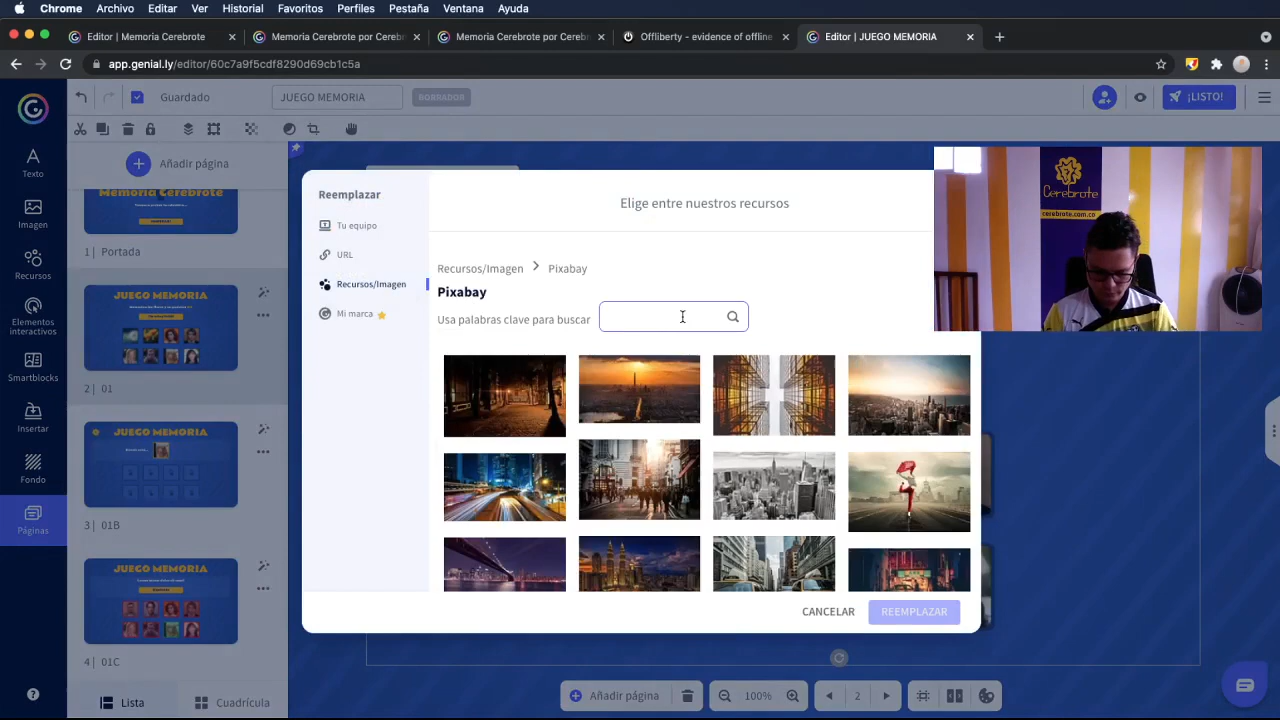 Chrome Archivo Editar Ver Historial Favoritos Perfiles Pestaña Ventana Ayuda
Editor | Memoria Cerebrote
Memoria Cerebrote por Cereb
Memoria Cerebrote por Cereb
Offliberty - evidence of offline
Editor | JUEGO MEMORIA
app.genial.ly/editor/60c7a9f5cdf8290d69cb1c5a
Guardado
JUEGO MEMORIA
BORRADOR
¡LISTO!
Texto
Imagen
Recursos
Elementos
interactivos
Smartblocks
Insertar
Fondo
Páginas
Añadir página
Memoria Cerebrote
1 | Portada
JUEGO MEMORIA
2 | 01
JUEGO MEMORIA
3 | 01B
JUEGO MEMORIA
4 | 01C
Lista
Cuadrícula
Reemplazar
Tu equipo
URL
Recursos/Imagen
Mi marca
Elige entre nuestros recursos
Recursos/Imagen > Pixabay
Pixabay
Usa palabras clave para buscar
CANCELAR
REEMPLAZAR
Cerebrote
cerebrote.com.co
Añadir página
100%
2